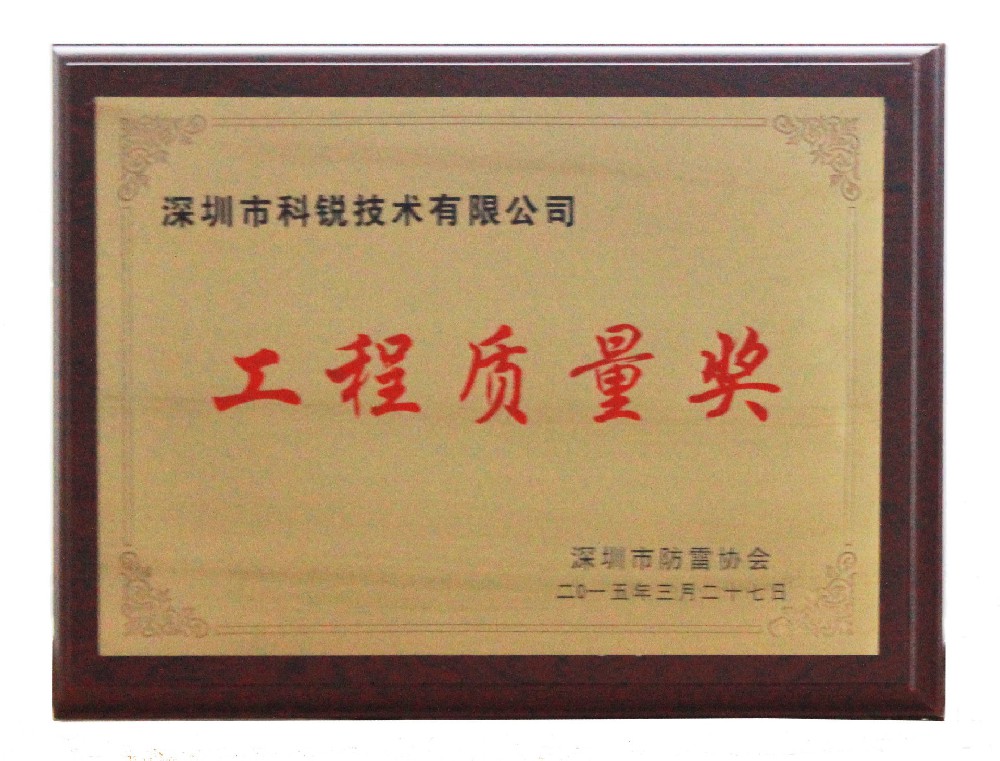 深圳市科锐技术有限公司
工程质量奖
深圳市防雷协会
二0一五年三月二十七日